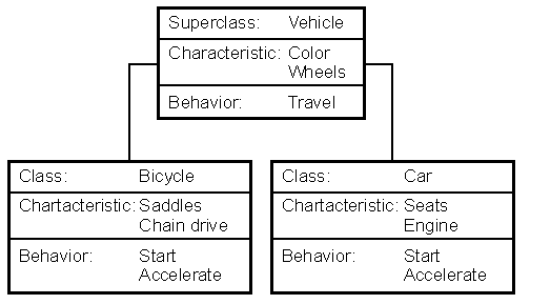 Superclass: Vehicle
Characteristic: Color
Wheels
Behavior: Travel
Class: Bicycle
Chartacteristic: Saddles
Chain drive
Behavior: Start
Accelerate
Class: Car
Chartacteristic: Seats
Engine
Behavior: Start
Accelerate